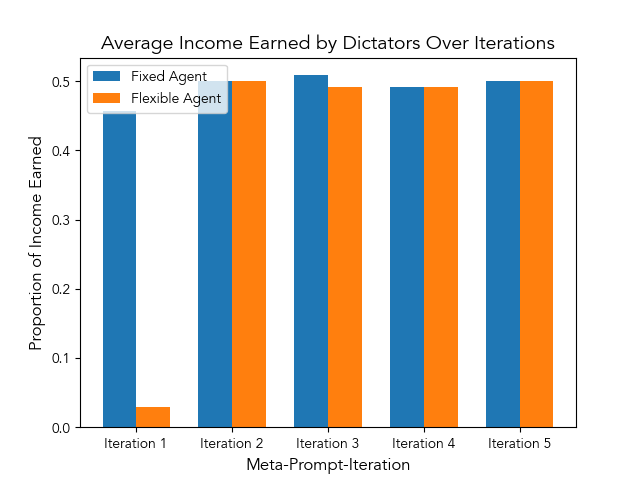 Average Income Earned by Dictators Over Iterations
Fixed Agent
Flexible Agent
Proportion of Income Earned
0.5
0.4
0.3
0.2
0.1
0.0
Iteration 1
Iteration 2
Iteration 3
Iteration 4
Iteration 5
Meta-Prompt-Iteration